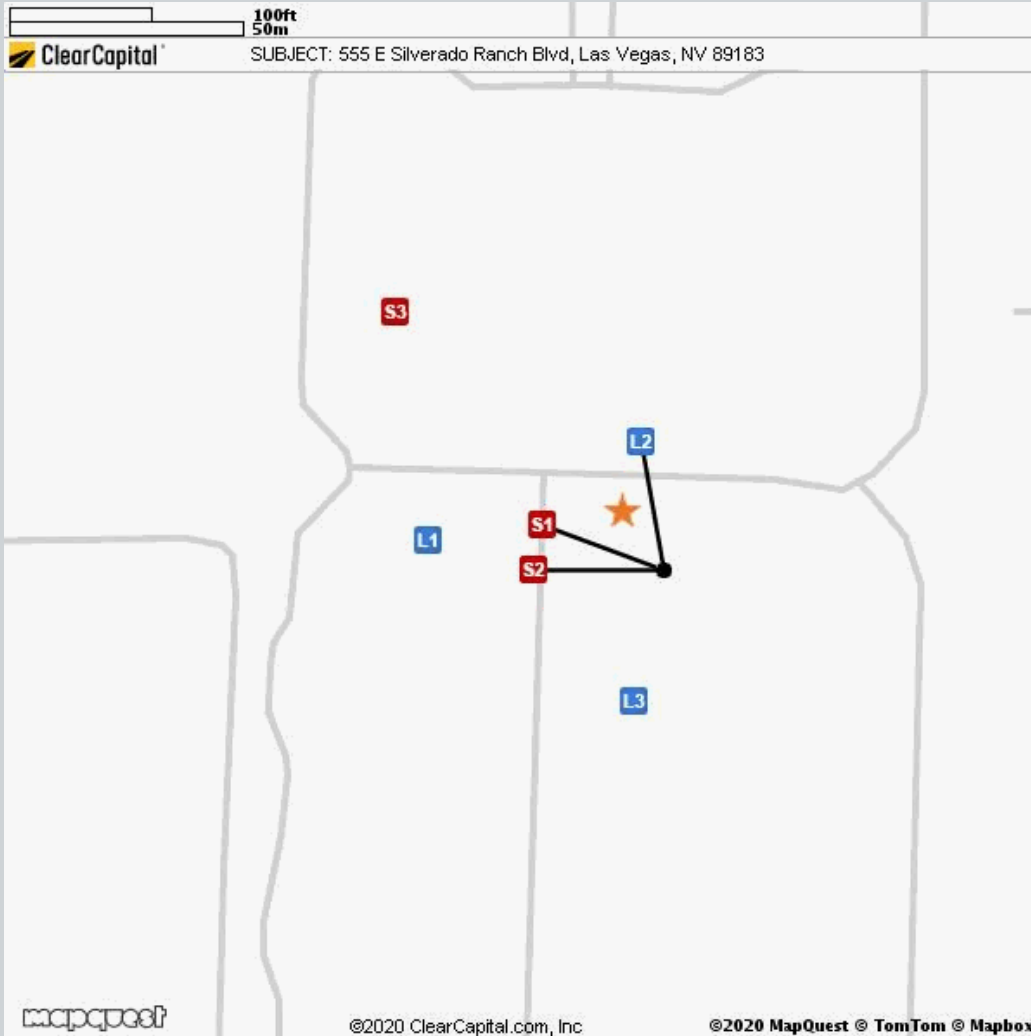 100ft
50m
ClearCapital SUBJECT: 555 E Silverado Ranch Blvd, Las Vegas, NV 89183
S3
L2
S1
L1
S2
L3
mapquest ©2020 ClearCapital.com, Inc ©2020 MapQuest © TomTom © Mapbox